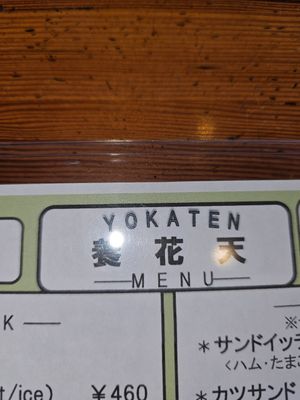 YOKATEN
養花天
MENU
K
※
*サンドイッチ
〈ハム・たまご
t/ice) ¥460
*カツサンド